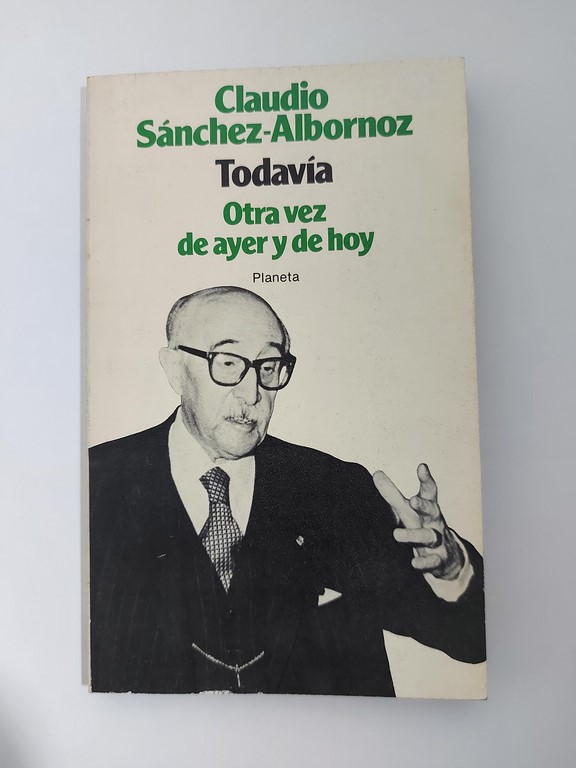 Claudio
Sánchez-Albornoz
Todavía
Otra vez
de ayer y de hoy
Planeta